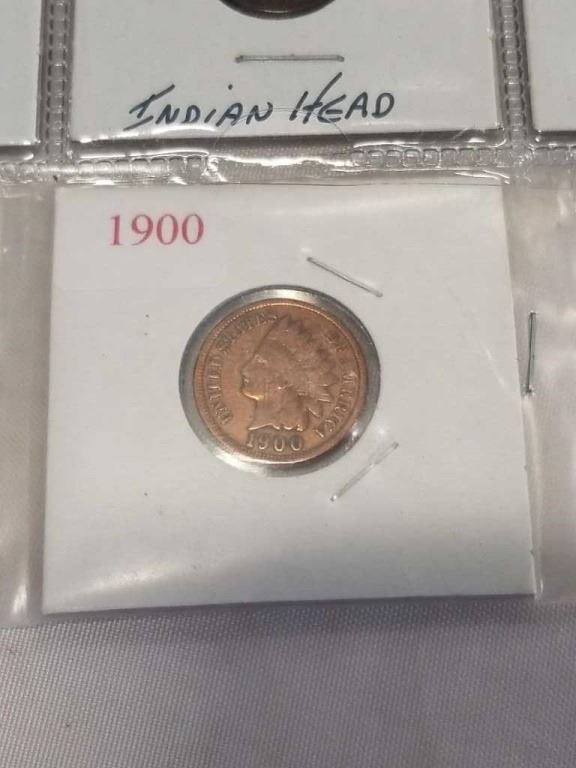 INDIAN HEAD
1900
UNITED STATES OF AMERICA
1900